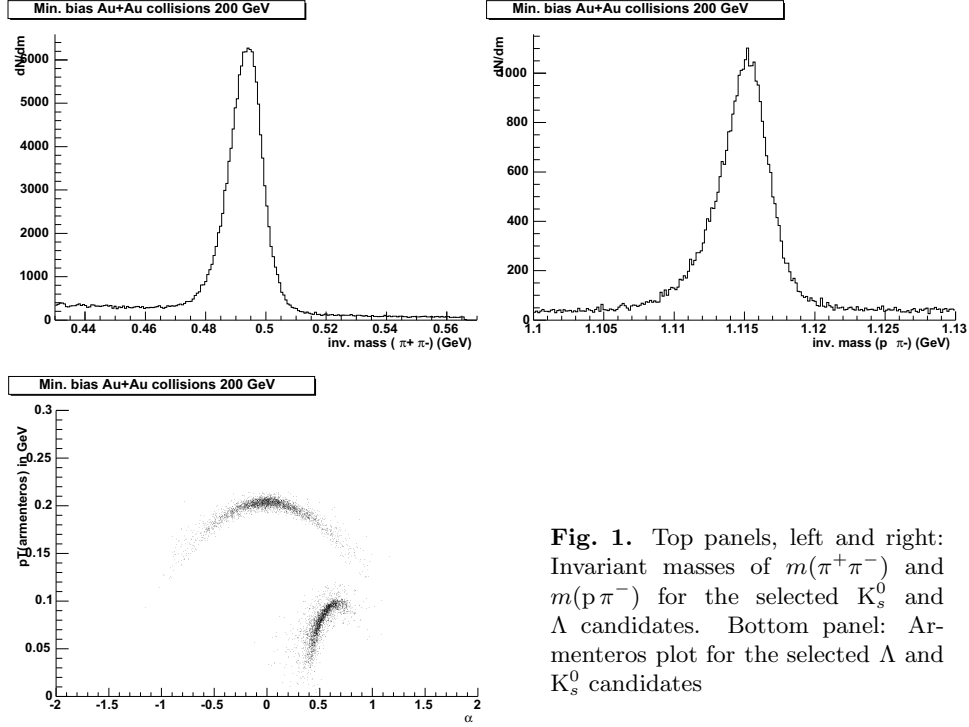 Min. bias Au+Au collisions 200 GeV
dN/dm
6000
5000
4000
3000
2000
1000
0
0.44 0.46 0.48 0.5 0.52 0.54 0.56
inv. mass ( π+ π-) (GeV)
Min. bias Au+Au collisions 200 GeV
dN/dm
1000
800
600
400
200
0
1.1 1.105 1.11 1.115 1.12 1.125 1.13
inv. mass (p π-) (GeV)
Min. bias Au+Au collisions 200 GeV
pT(armenteros) in GeV
0.3
0.25
0.2
0.15
0.1
0.05
0
-2 -1.5 -1 -0.5 0 0.5 1 1.5 2
α
Fig. 1. Top panels, left and right:
Invariant masses of m(π⁺π⁻) and
m(p π⁻) for the selected K⁰ₛ and
Λ candidates. Bottom panel: Ar-
menteros plot for the selected Λ and
K⁰ₛ candidates